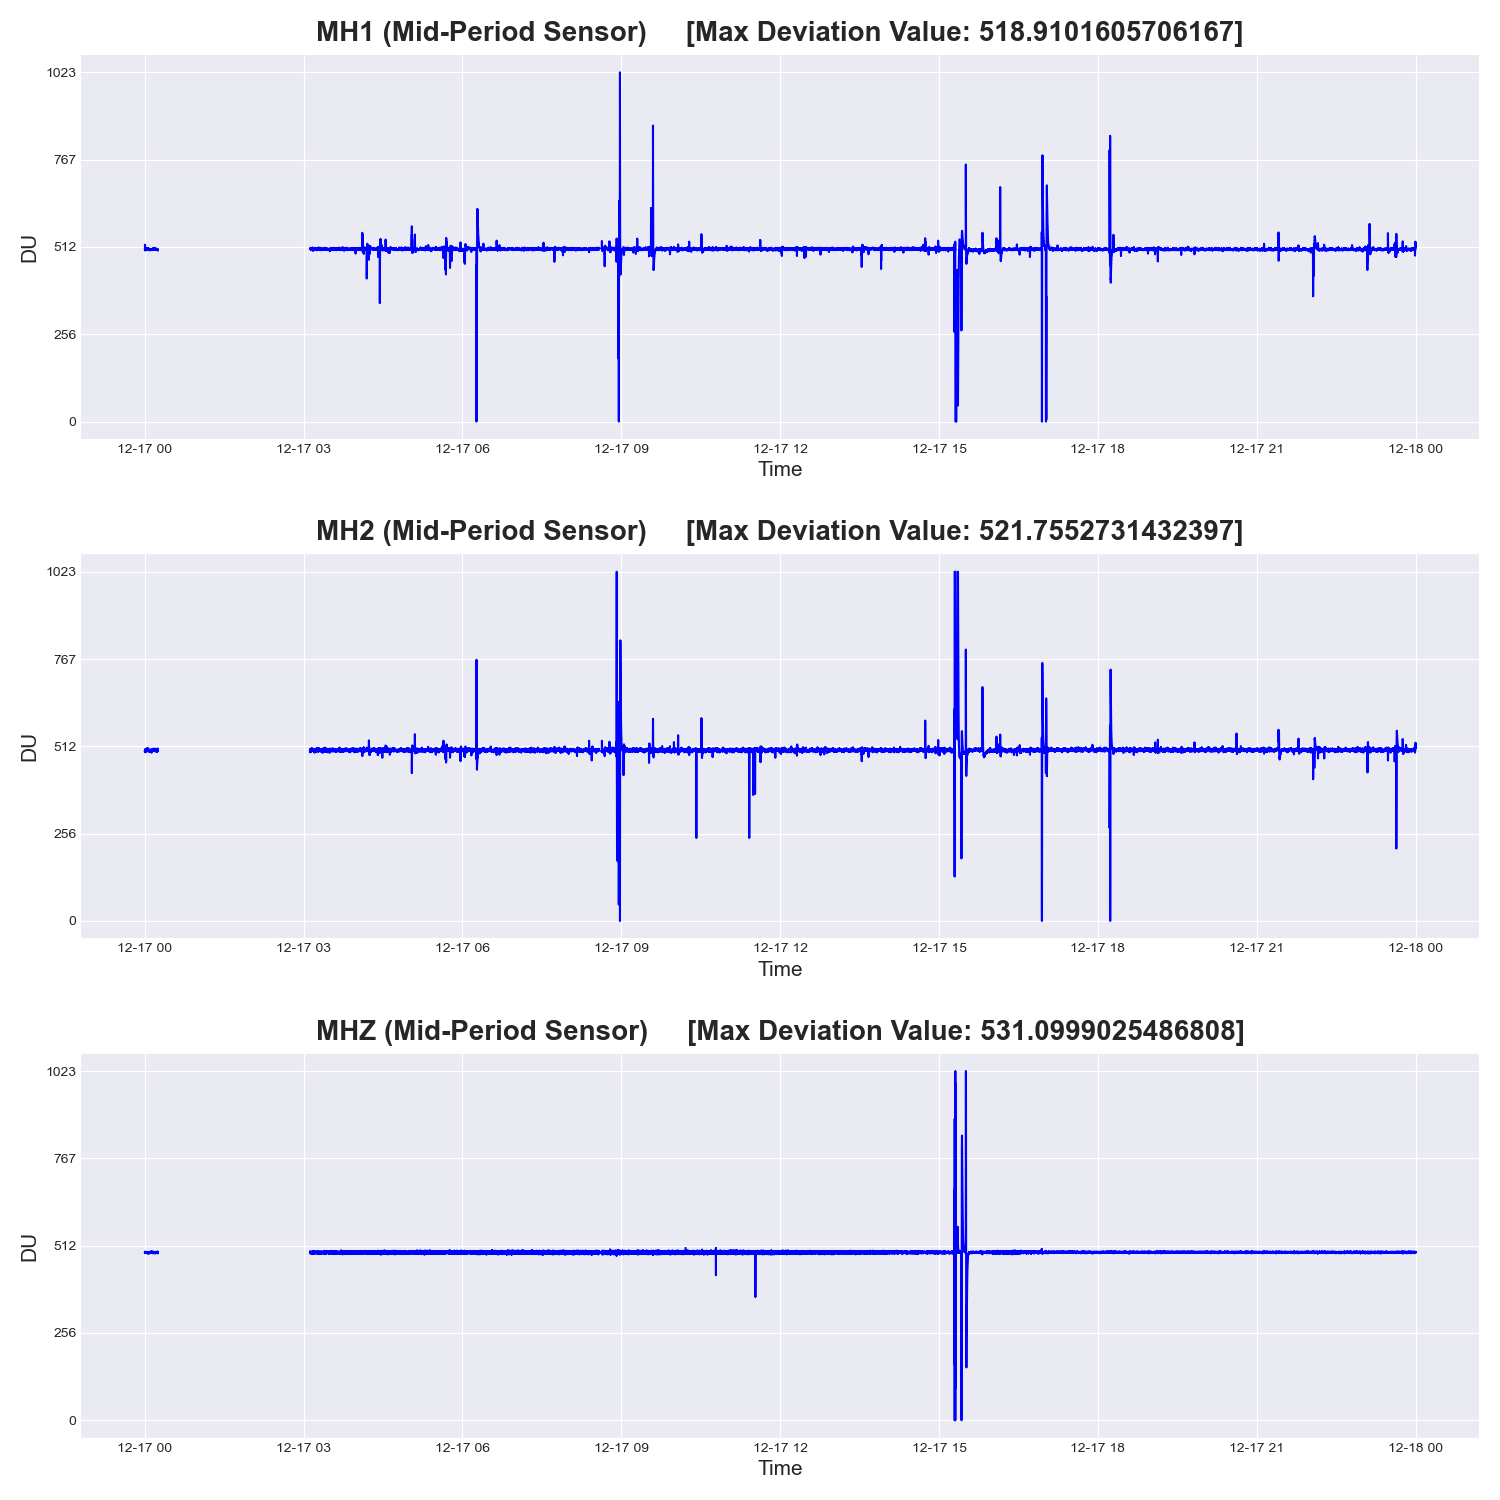 MH1 (Mid-Period Sensor) [Max Deviation Value: 518.9101605706167]
1023
767
512
256
0
DU
12-17 00 12-17 03 12-17 06 12-17 09 12-17 12 12-17 15 12-17 18 12-17 21 12-18 00
Time
MH2 (Mid-Period Sensor) [Max Deviation Value: 521.7552731432397]
1023
767
512
256
0
DU
12-17 00 12-17 03 12-17 06 12-17 09 12-17 12 12-17 15 12-17 18 12-17 21 12-18 00
Time
MHZ (Mid-Period Sensor) [Max Deviation Value: 531.0999025486808]
1023
767
512
256
0
DU
12-17 00 12-17 03 12-17 06 12-17 09 12-17 12 12-17 15 12-17 18 12-17 21 12-18 00
Time